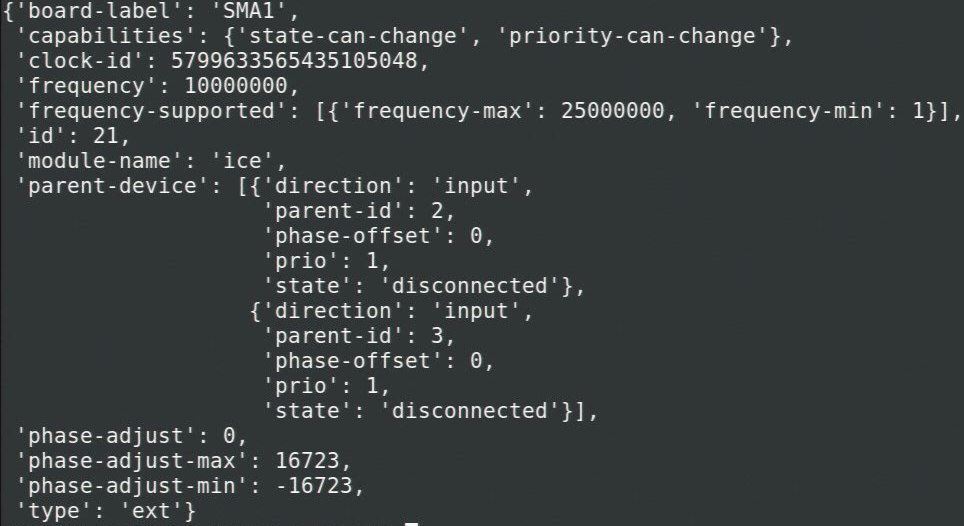 {'board-label': 'SMA1',
'capabilities': {'state-can-change', 'priority-can-change'},
'clock-id': 5799633565435105048,
'frequency': 10000000,
'frequency-supported': [{'frequency-max': 25000000, 'frequency-min': 1}],
'id': 21,
'module-name': 'ice',
'parent-device': [{'direction': 'input',
'parent-id': 2,
'phase-offset': 0,
'prio': 1,
'state': 'disconnected'},
{'direction': 'input',
'parent-id': 3,
'phase-offset': 0,
'prio': 1,
'state': 'disconnected'}],
'phase-adjust': 0,
'phase-adjust-max': 16723,
'phase-adjust-min': -16723,
'type': 'ext'}